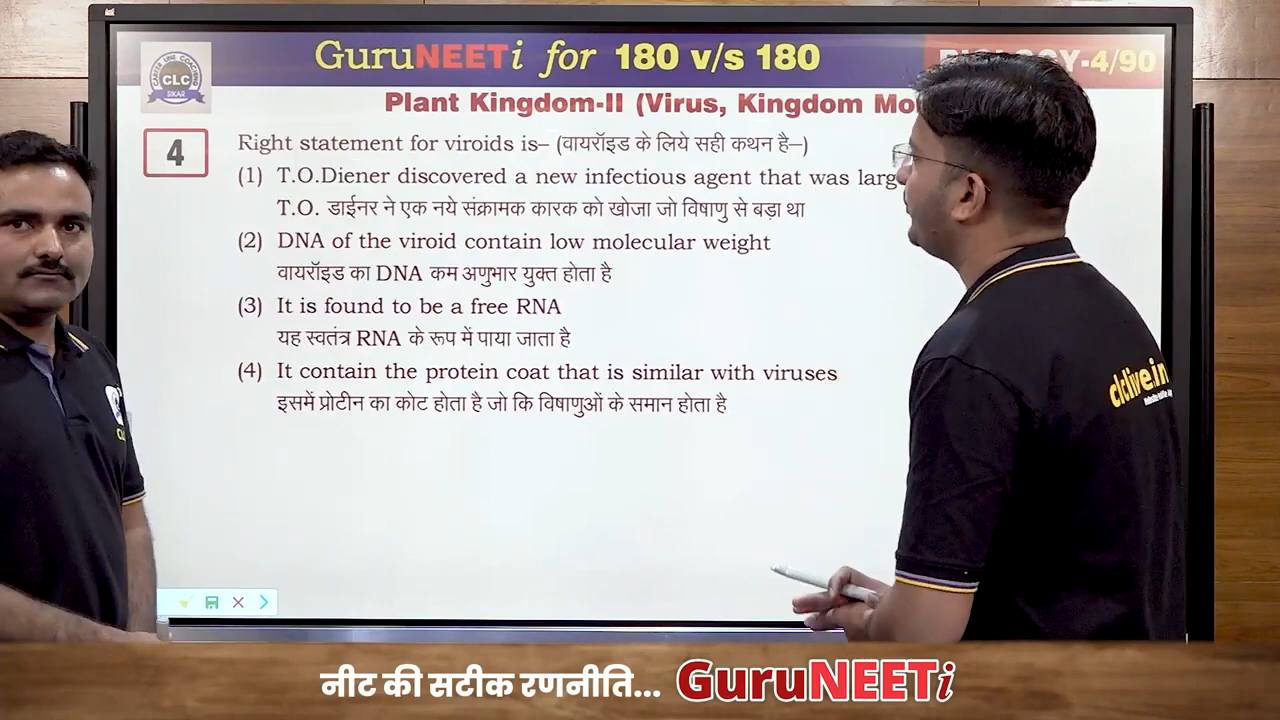 GuruNEETi for 180 v/s 180
-4/90
CLC
SIKAR
Plant Kingdom-II (Virus, Kingdom
4
Right statement for viroids is– (वायरॉइड के लिये सही कथन है–)
(1) T.O.Diener discovered a new infectious agent that was
T.O. डाईनर ने एक नये संक्रामक कारक को खोजा जो विषाणु से बड़ा था
(2) DNA of the viroid contain low molecular weight
वायरॉइड का DNA कम अणुभार युक्त होता है
(3) It is found to be a free RNA
यह स्वतंत्र RNA के रूप में पाया जाता है
(4) It contain the protein coat that is similar with viruses
इसमें प्रोटीन का कोट होता है जो कि विषाणुओं के समान होता है
clclive.in
नीट की सटीक रणनीति... GuruNEETi